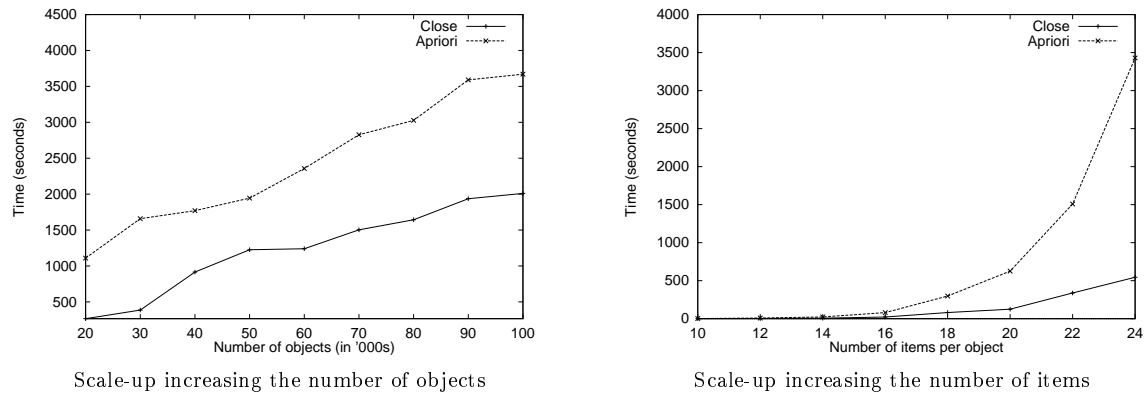 4500
4000
3500
3000
2500
2000
1500
1000
500
Time (seconds)
Close
Apriori
20 30 40 50 60 70 80 90 100
Number of objects (in '000s)
Scale-up increasing the number of objects
4000
3500
3000
2500
2000
1500
1000
500
0
Time (seconds)
Close
Apriori
10 12 14 16 18 20 22 24
Number of items per object
Scale-up increasing the number of items